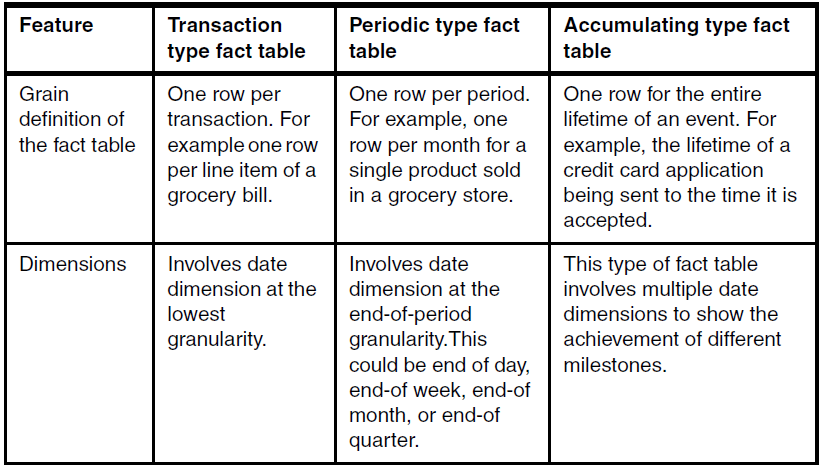 Feature
Transaction
type fact table
Periodic type fact
table
Accumulating type fact
table
Grain
definition of
the fact table
One row per
transaction. For
example one row
per line item of a
grocery bill.
One row per period.
For example, one
row per month for a
single product sold
in a grocery store.
One row for the entire
lifetime of an event. For
example, the lifetime of a
credit card application
being sent to the time it is
accepted.
Dimensions
Involves date
dimension at the
lowest
granularity.
Involves date
dimension at the
end-of-period
granularity.This
could be end of day,
end-of week, end-of
month, or end-of
quarter.
This type of fact table
involves multiple date
dimensions to show the
achievement of different
milestones.